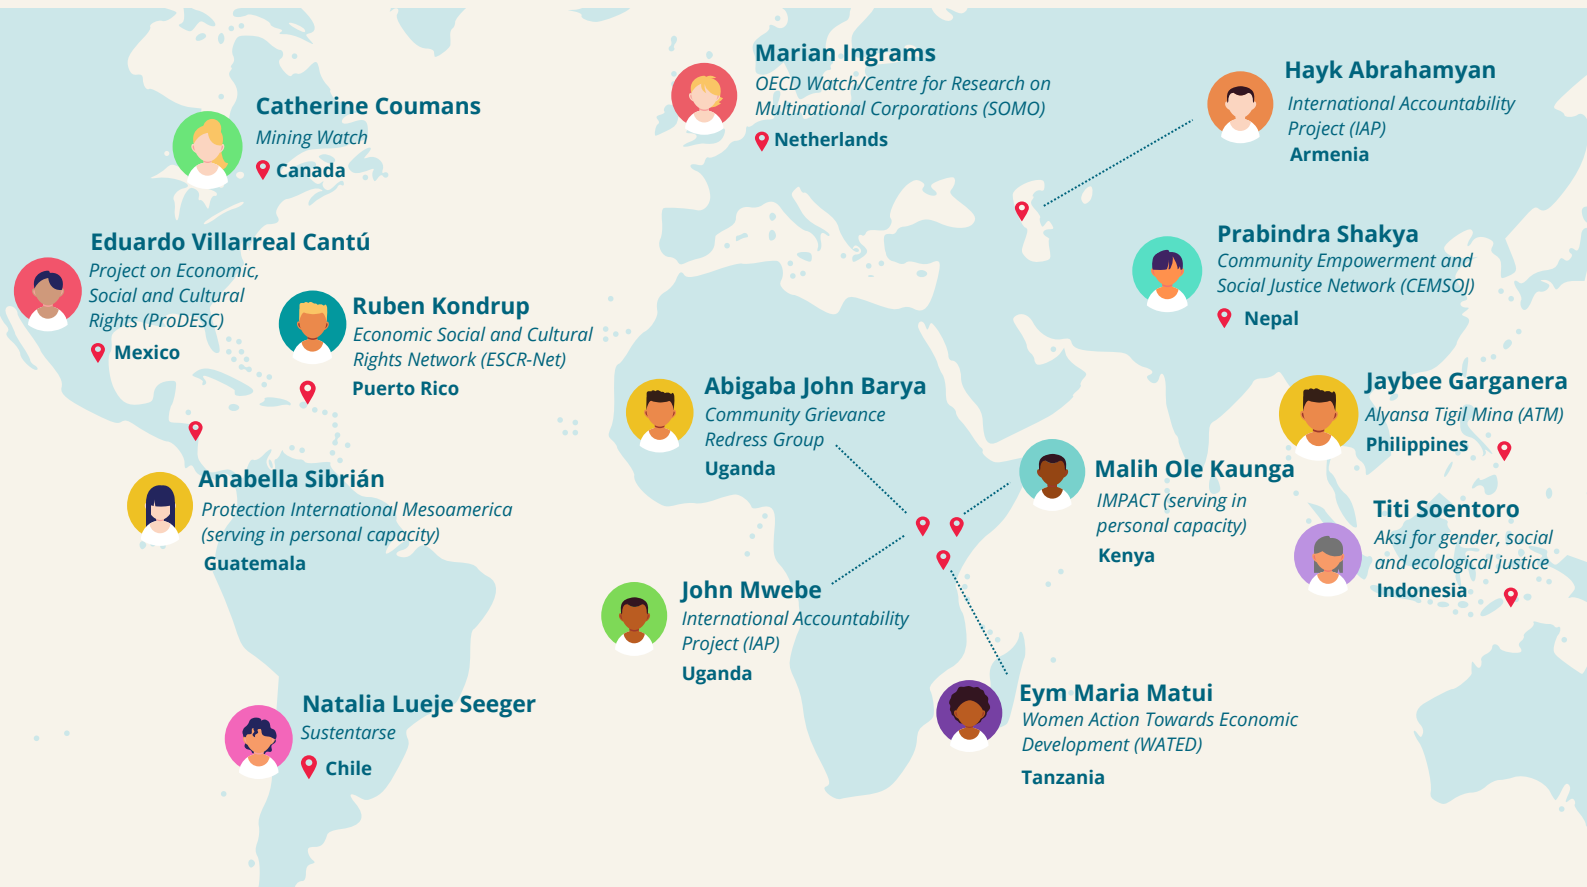 Catherine Coumans
Mining Watch
Canada
Eduardo Villarreal Cantú
Project on Economic,
Social and Cultural
Rights (ProDESC)
Mexico
Ruben Kondrup
Economic Social and Cultural
Rights Network (ESCR-Net)
Puerto Rico
Anabella Sibrián
Protection International Mesoamerica
(serving in personal capacity)
Guatemala
Natalia Lueje Seeger
Sustentarse
Chile
Marian Ingrams
OECD Watch/Centre for Research on
Multinational Corporations (SOMO)
Netherlands
Abigaba John Barya
Community Grievance
Redress Group
Uganda
John Mwebe
International Accountability
Project (IAP)
Uganda
Malih Ole Kaunga
IMPACT (serving in
personal capacity)
Kenya
Eym Maria Matui
Women Action Towards Economic
Development (WATED)
Tanzania
Hayk Abrahamyan
International Accountability
Project (IAP)
Armenia
Prabindra Shakya
Community Empowerment and
Social Justice Network (CEMSOJ)
Nepal
Jaybee Garganera
Alyansa Tigil Mina (ATM)
Philippines
Titi Soentoro
Aksi for gender, social
and ecological justice
Indonesia